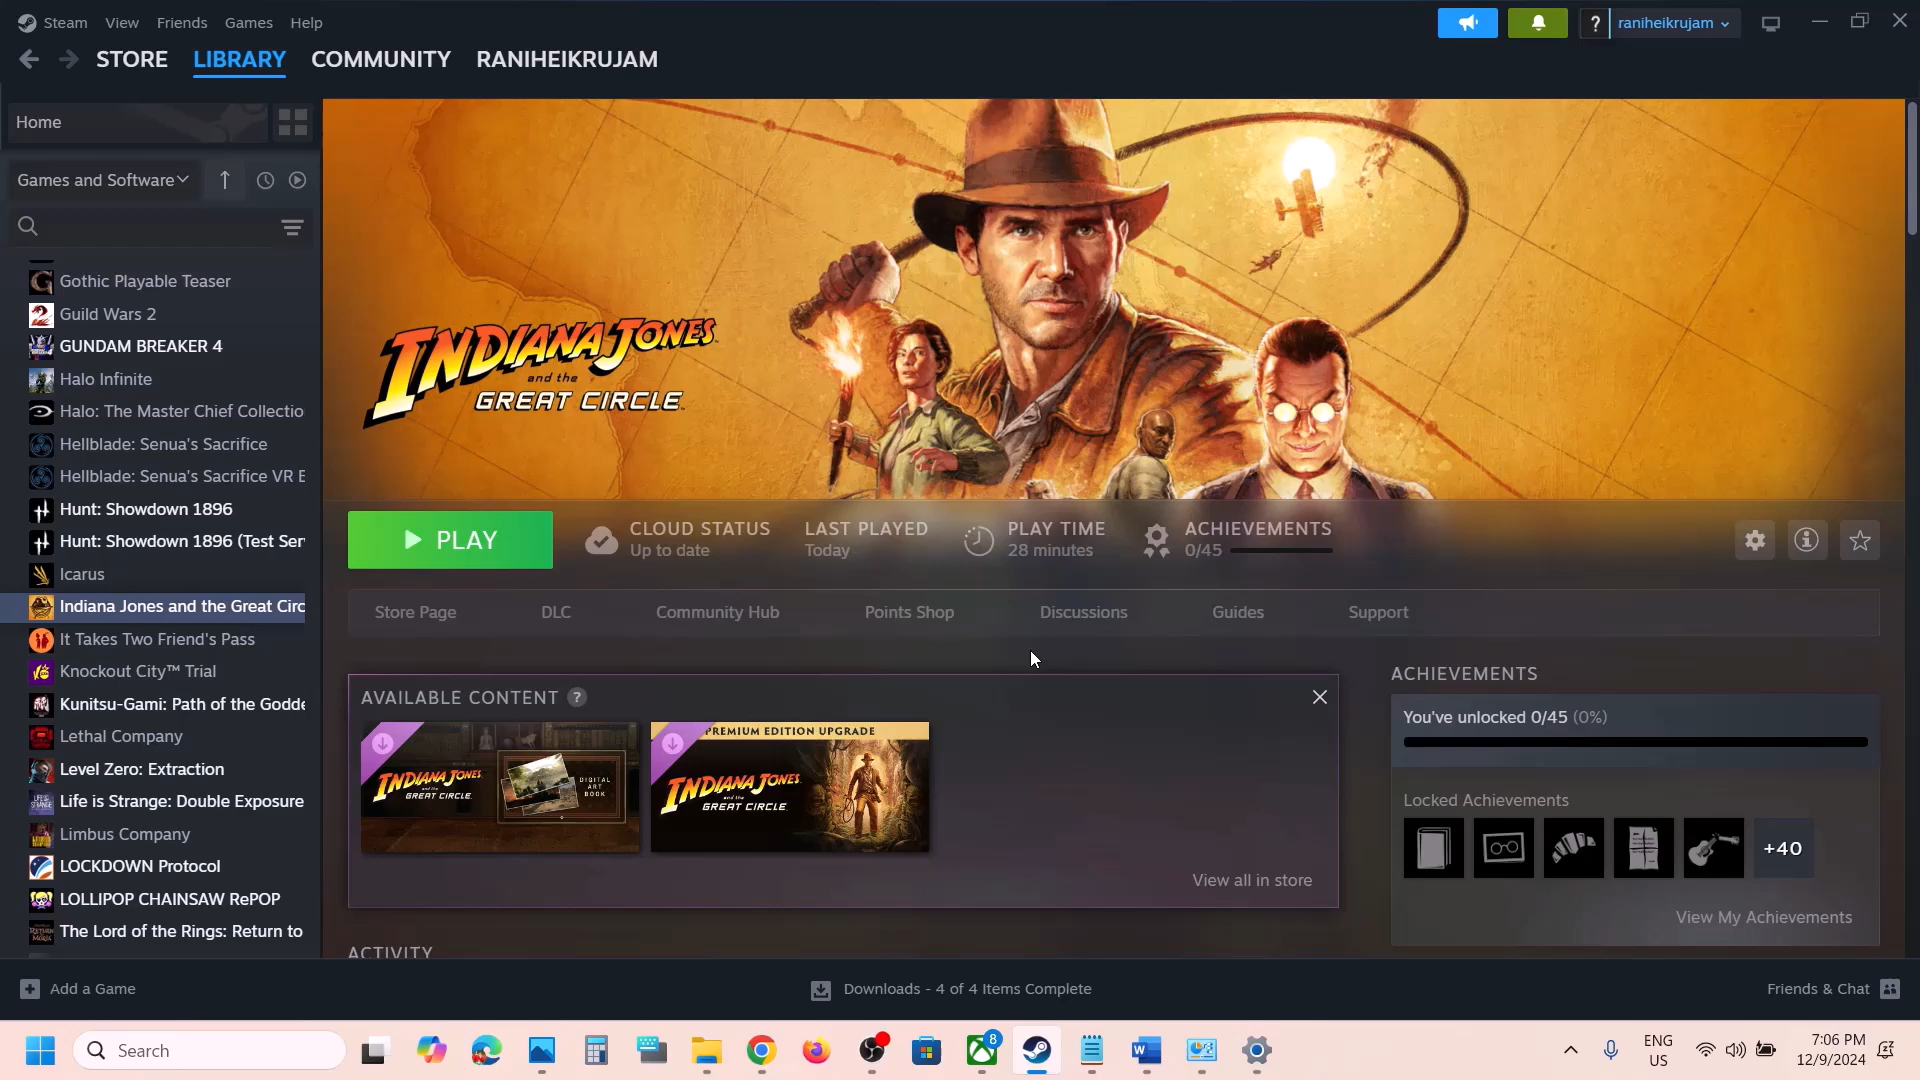 Steam View Friends Games Help
raniheikrujam
STORE LIBRARY COMMUNITY RANIHEIKRUJAM
Home
Games and Software
Gothic Playable Teaser
Guild Wars 2
GUNDAM BREAKER 4
Halo Infinite
Halo: The Master Chief Collectio
Hellblade: Senua's Sacrifice
Hellblade: Senua's Sacrifice VR E
Hunt: Showdown 1896
Hunt: Showdown 1896 (Test Ser
Icarus
Indiana Jones and the Great Circ
It Takes Two Friend's Pass
Knockout City™ Trial
Kunitsu-Gami: Path of the Godde
Lethal Company
Level Zero: Extraction
Life is Strange: Double Exposure
Limbus Company
LOCKDOWN Protocol
LOLLIPOP CHAINSAW RePOP
The Lord of the Rings: Return to
INDIANA JONES
and the
GREAT CIRCLE
PLAY
CLOUD STATUS
Up to date
LAST PLAYED
Today
PLAY TIME
28 minutes
ACHIEVEMENTS
0/45
Store Page DLC Community Hub Points Shop Discussions Guides Support
AVAILABLE CONTENT ?
INDIANA JONES
and the
GREAT CIRCLE
DIGITAL
ART
BOOK
PREMIUM EDITION UPGRADE
INDIANA JONES
and the
GREAT CIRCLE
View all in store
ACTIVITY
ACHIEVEMENTS
You've unlocked 0/45 (0%)
Locked Achievements
+40
View My Achievements
Add a Game
Downloads - 4 of 4 Items Complete
Friends & Chat
Search
8
ENG
US
7:06 PM
12/9/2024